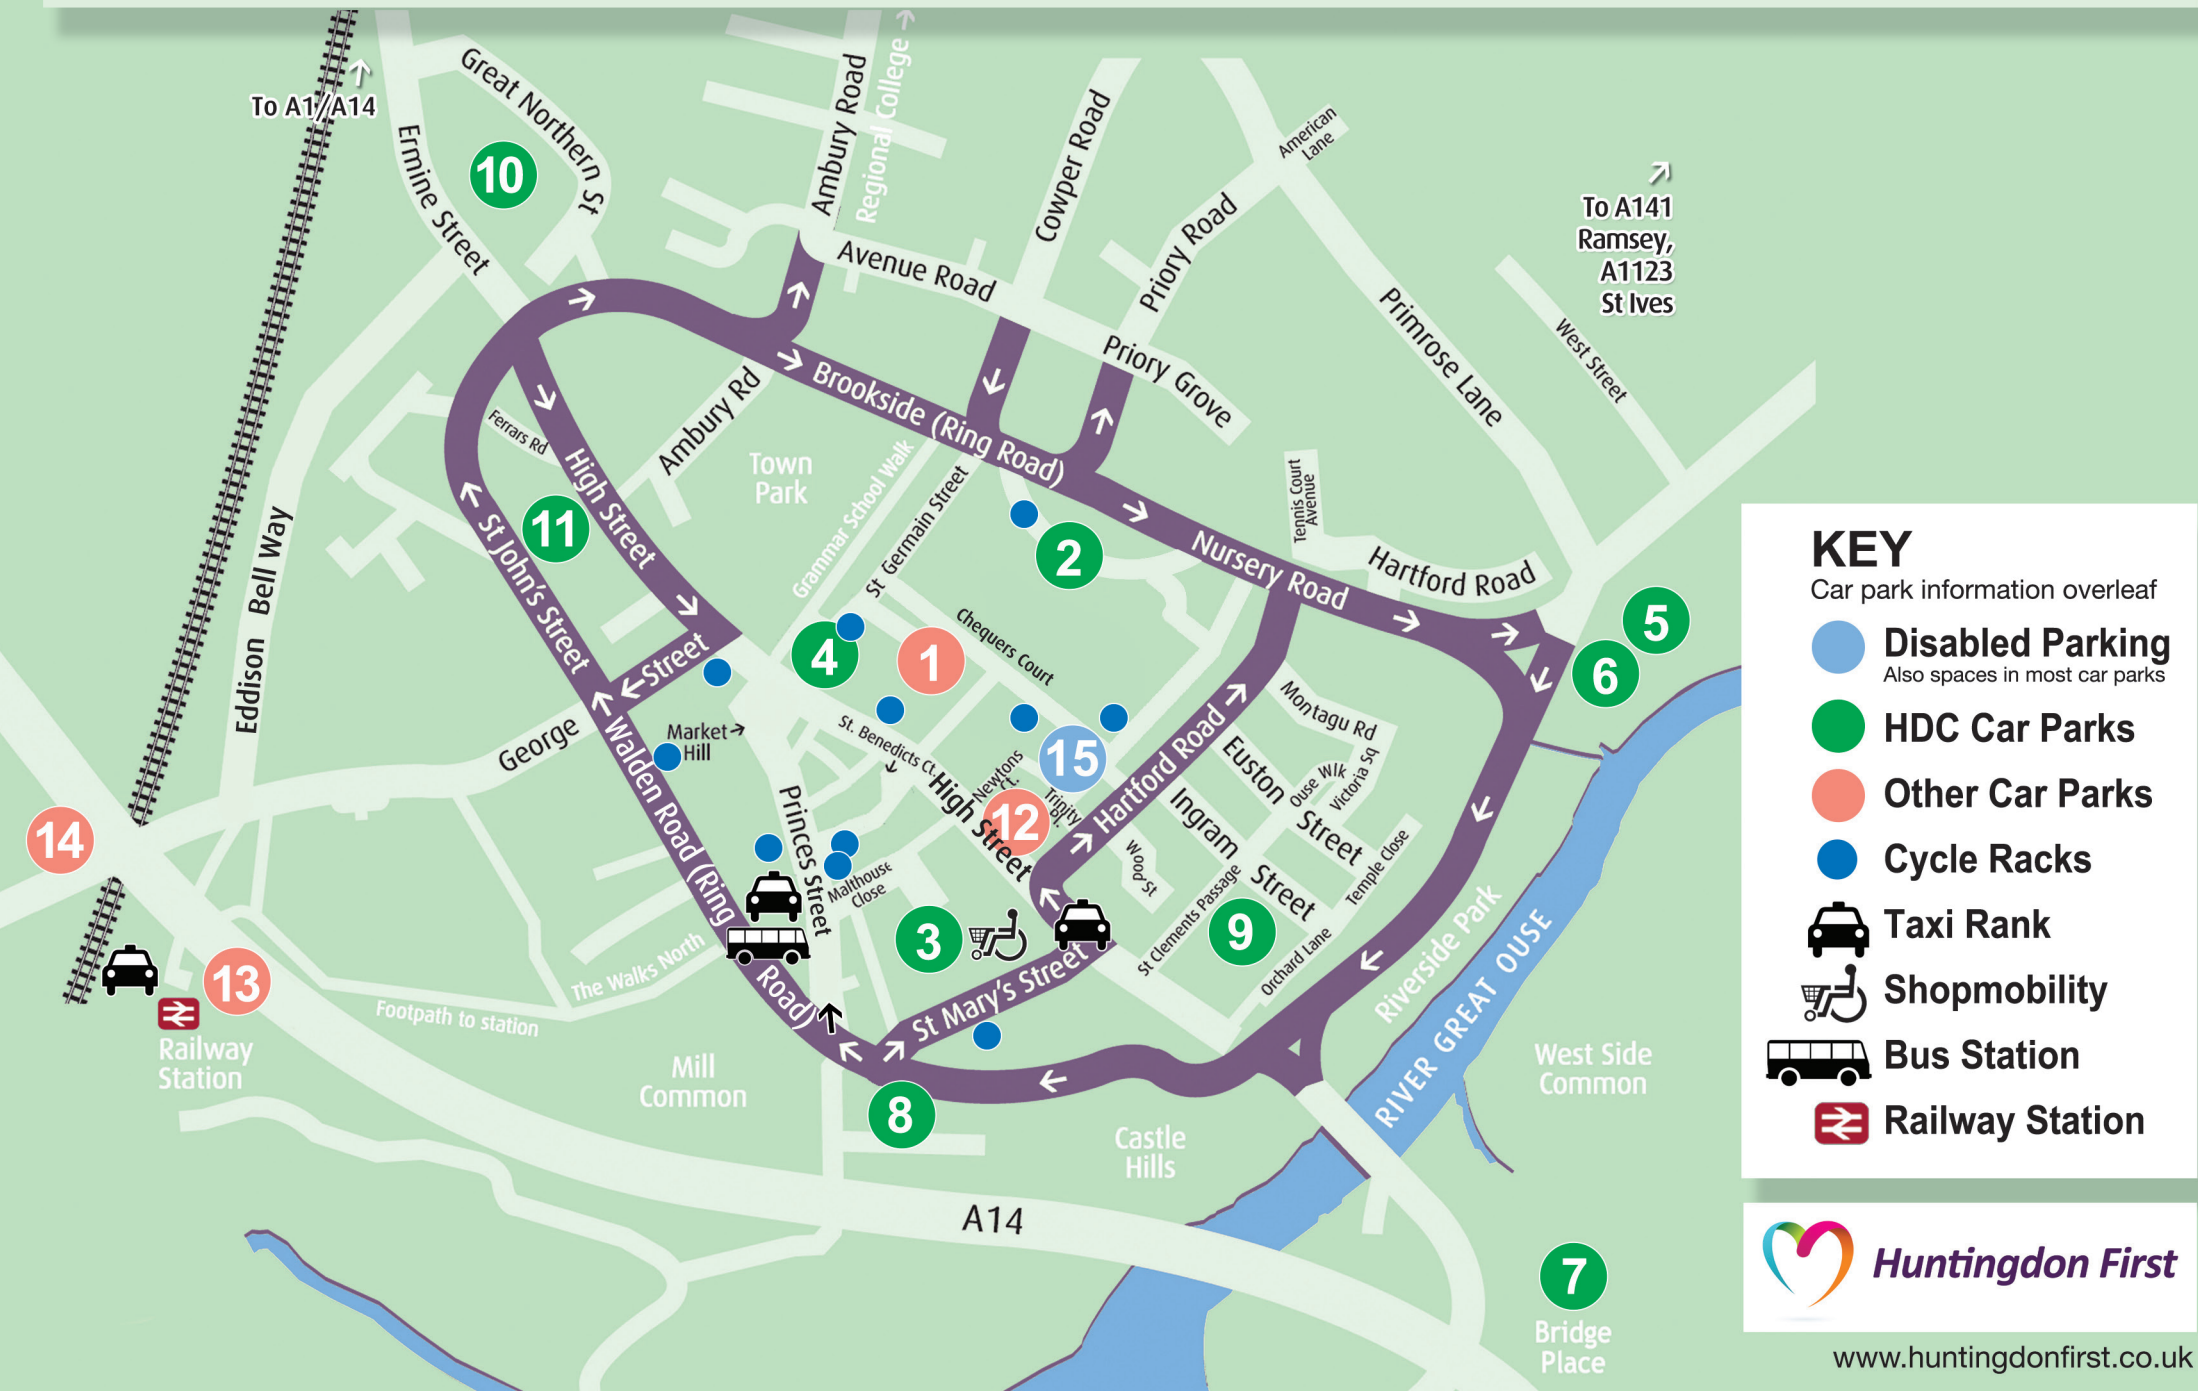 To A1/A14
Great Northern St
Ermine Street
10
Ambury Road
Regional College
Cowper Road
American
Lane
To A141
Ramsey,
A1123
St Ives
Avenue Road
Priory Road
Priory Grove
Primrose Lane
West Street
Brookside (Ring Road)
Ambury Rd
Ferrars Rd
High Street
Town
Park
Grammar School Walk
St Germain Street
Tennis Court
Avenue
Hartford Road
Nursery Road
11
2
St John's Street
Eddison Bell Way
Chequers Court
4
1
5
6
Street
George
Market
Hill
St. Benedicts Ct.
High Street
Newtons
Ct.
15
Trinity
Pl.
12
Hartford Road
Montagu Rd
Euston
Street
Ouse Wlk
Victoria Sq
Ingram
Street
Temple Close
Wood St
St Clements Passage
9
Orchard Lane
Walden Road (Ring
Road)
Princes Street
Malthouse
Close
3
St Mary's Street
14
13
Railway
Station
Footpath to station
The Walks North
Mill
Common
8
Castle
Hills
Riverside Park
RIVER GREAT OUSE
West Side
Common
A14
7
Bridge
Place
KEY
Car park information overleaf
Disabled Parking
Also spaces in most car parks
HDC Car Parks
Other Car Parks
Cycle Racks
Taxi Rank
Shopmobility
Bus Station
Railway Station
Huntingdon First
www.huntingdonfirst.co.uk